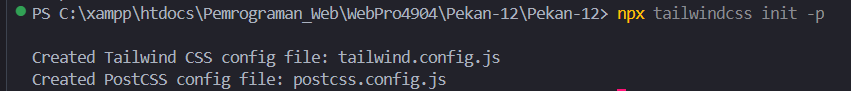 PS C:\xampp\htdocs\Pemrograman_Web\WebPro4904\Pekan-12\Pekan-12> npx tailwindcss init -p
Created Tailwind CSS config file: tailwind.config.js
Created PostCSS config file: postcss.config.js